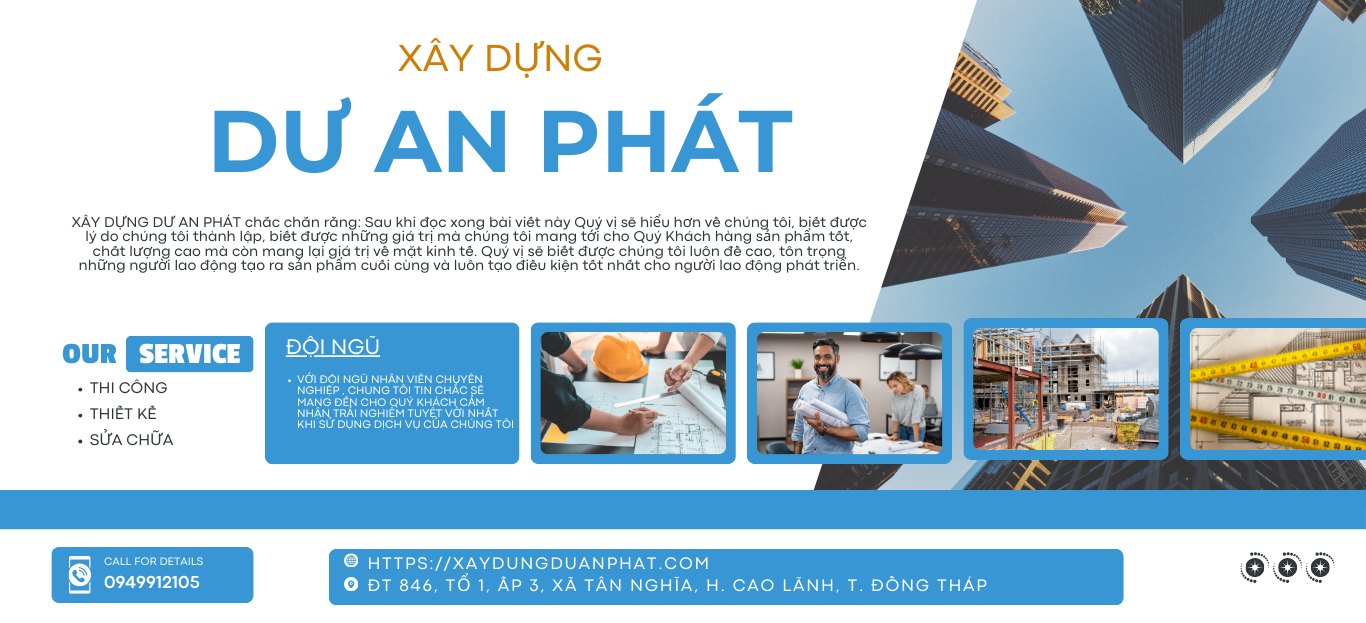 XÂY DỰNG
DƯ AN PHÁT
XÂY DỰNG DƯ AN PHÁT chắc chắn rằng: Sau khi đọc xong bài viết này Quý vị sẽ hiểu hơn về chúng tôi, biết được
lý do chúng tôi thành lập, biết được những giá trị mà chúng tôi mang tới cho Quý Khách hàng sản phẩm tốt,
chất lượng cao mà còn mang lại giá trị về mặt kinh tế. Quý vị sẽ biết được chúng tôi luôn đề cao, tôn trọng
những người lao động tạo ra sản phẩm cuối cùng và luôn tạo điều kiện tốt nhất cho người lao động phát triển.
OUR SERVICE
• THI CÔNG
• THIẾT KẾ
• SỬA CHỮA
ĐỘI NGŨ
• VỚI ĐỘI NGŨ NHÂN VIÊN CHUYÊN
NGHIỆP , CHÚNG TÔI TIN CHẮC SẼ
MANG ĐẾN CHO QUÝ KHÁCH CẢM
NHẬN TRẢI NGHIỆM TUYỆT VỜI NHẤT
KHI SỬ DỤNG DỊCH VỤ CỦA CHÚNG TÔI
CALL FOR DETAILS
0949912105
HTTPS://XAYDUNGDUANPHAT.COM
ĐT 846, TỔ 1, ẤP 3, XÃ TÂN NGHĨA, H. CAO LÃNH, T. ĐỒNG THÁP